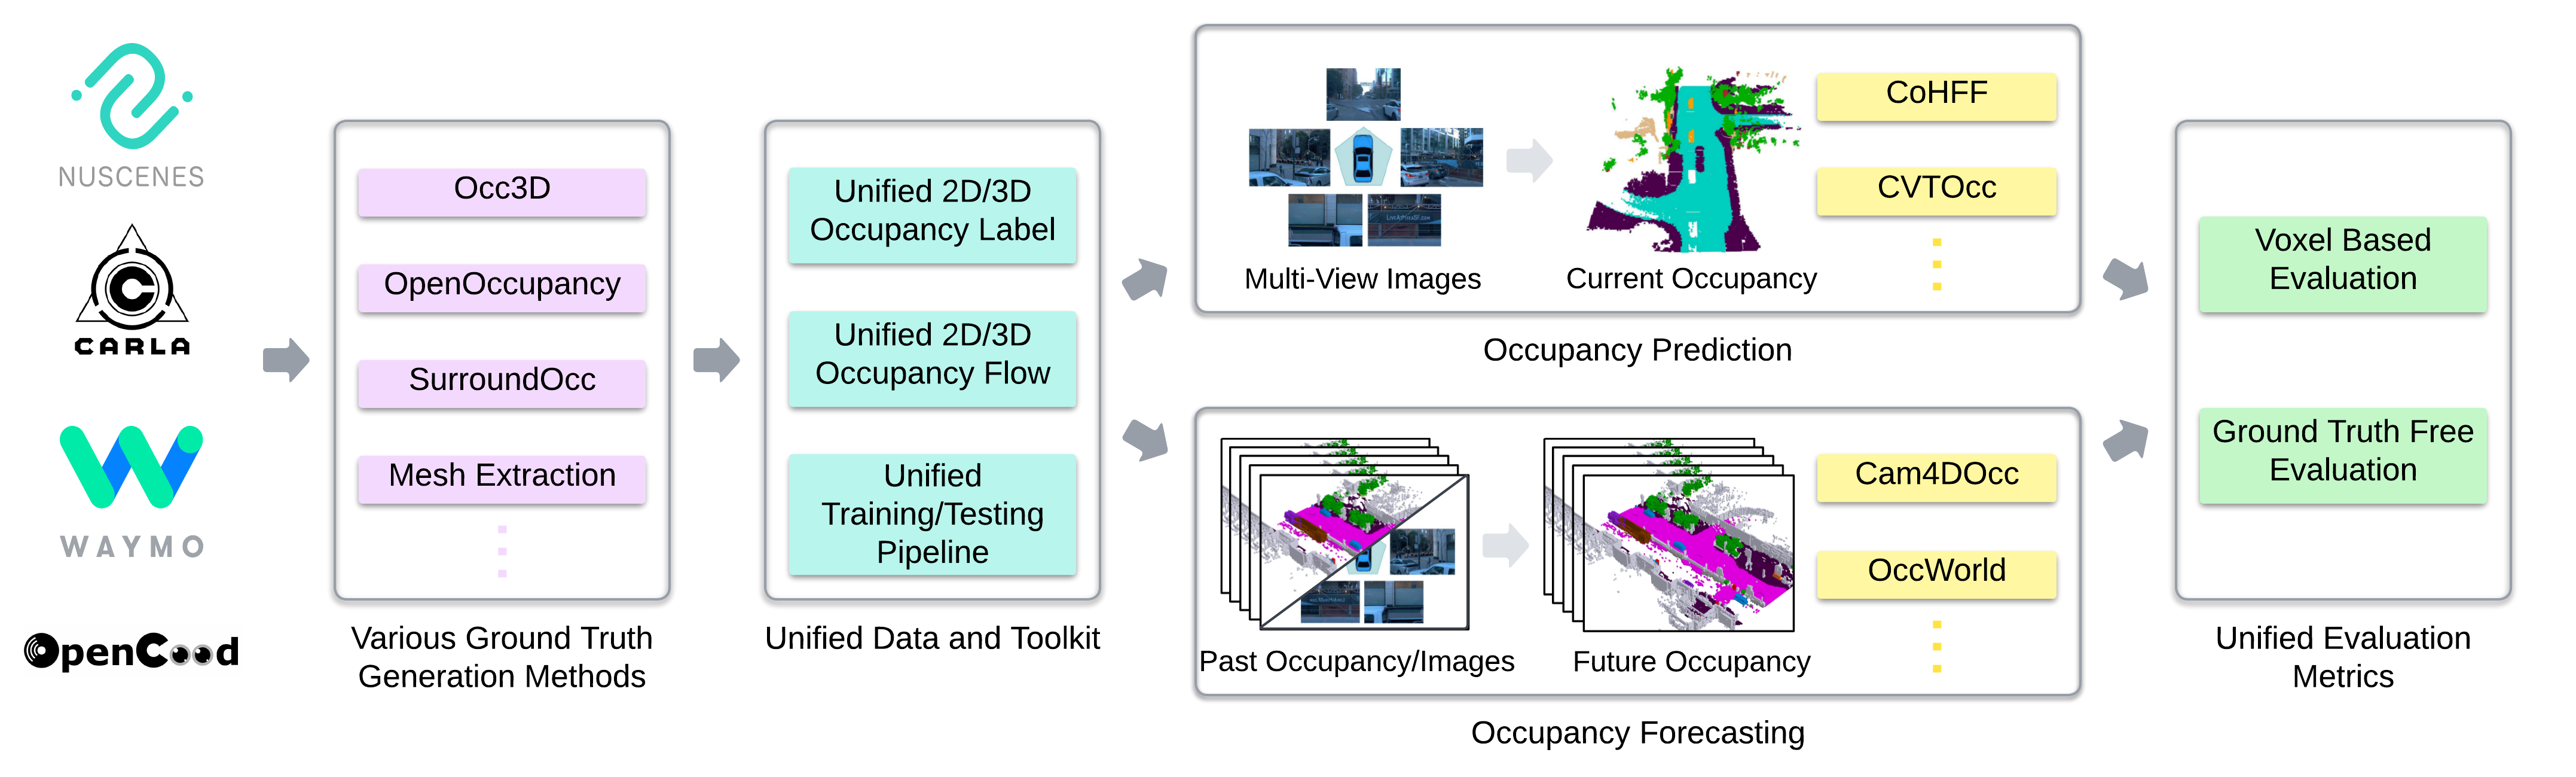 NUSCENES
CARLA
WAYMO
OpenCood
Occ3D
OpenOccupancy
SurroundOcc
Mesh Extraction
Various Ground Truth
Generation Methods
Unified 2D/3D
Occupancy Label
Unified 2D/3D
Occupancy Flow
Unified
Training/Testing
Pipeline
Unified Data and Toolkit
Multi-View Images
Current Occupancy
CoHFF
CVTOcc
Occupancy Prediction
Past Occupancy/Images
Future Occupancy
Cam4DOcc
OccWorld
Occupancy Forecasting
Voxel Based
Evaluation
Ground Truth Free
Evaluation
Unified Evaluation
Metrics